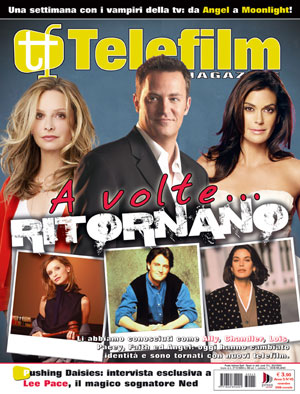 Una settimana con i vampiri della tv: da Angel a Moonlight!
tf Telefilm
MAGAZINE
A volte...
RITORNANO
Li abbiamo conosciuti come Ally, Chandler, Lois,
Pacey, Faith ed Angel: oggi hanno cambiato
identità e sono tornati con nuovi telefilm.
Pushing Daisies: intervista esclusiva a
Lee Pace, il magico sognatore Ned